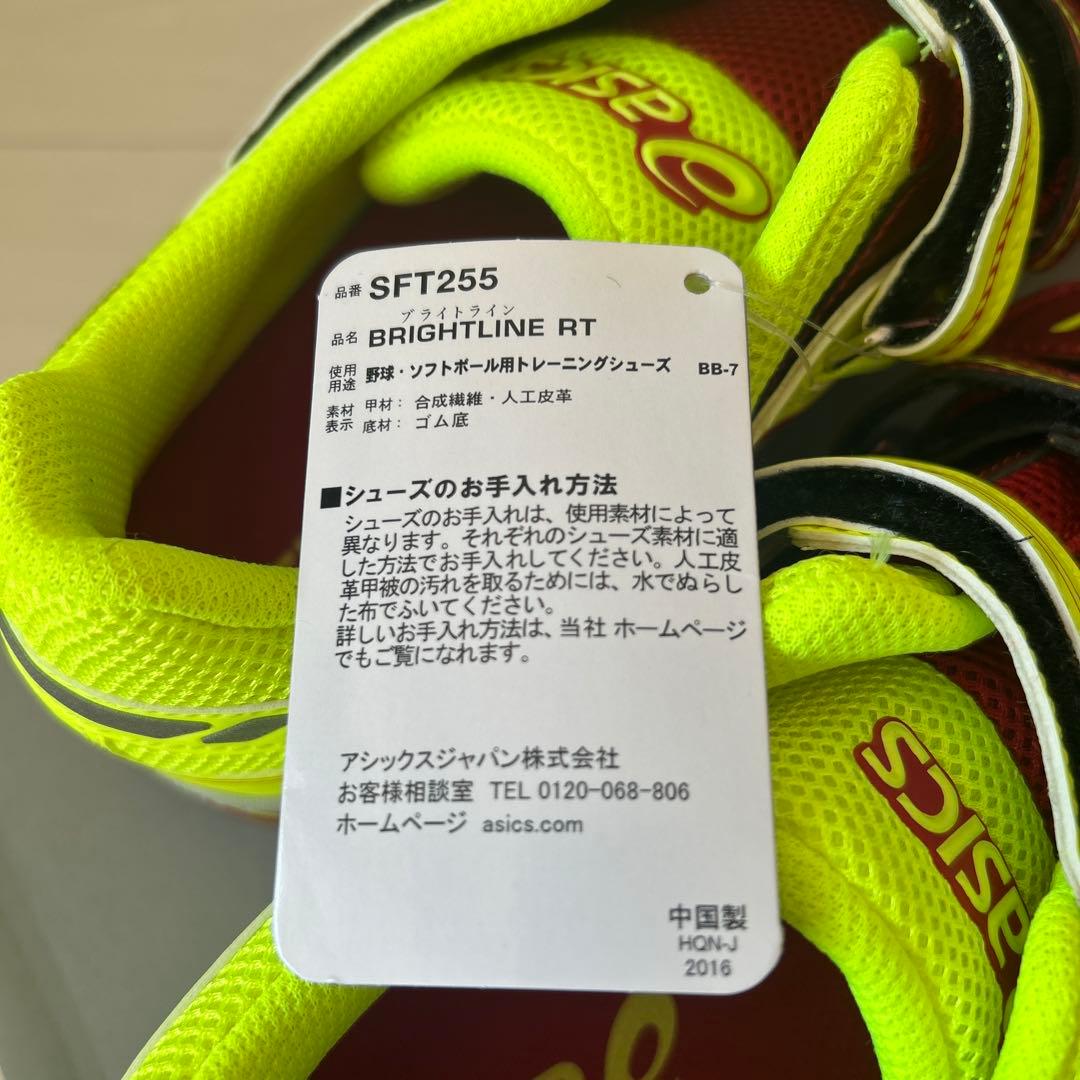 asics
品番 SFT255
ブライトライン
品名 BRIGHTLINE RT
使用用途 野球・ソフトボール用トレーニングシューズ BB-7
素材表示 甲材： 合成繊維・人工皮革
底材： ゴム底
■シューズのお手入れ方法
シューズのお手入れは、使用素材によって
異なります。それぞれのシューズ素材に適
した方法でお手入れしてください。人工皮
革甲被の汚れを取るためには、水でぬらし
た布でふいてください。
詳しいお手入れ方法は、当社 ホームページ
でもご覧になれます。
アシックスジャパン株式会社
お客様相談室 TEL 0120-068-806
ホームページ asics.com
中国製
HQN-J
2016
asics